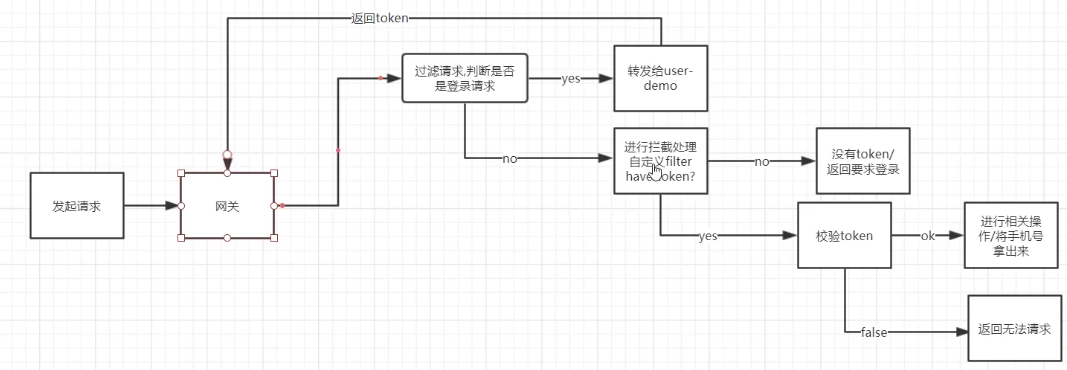 返回token
过滤请求,判断是否
是登录请求
yes
转发给user-
demo
no
进行拦截处理
自定义filter
have token?
no
没有token/
返回要求登录
发起请求
网关
yes
校验token
ok
进行相关操
作/将手机号
拿出来
false
返回无法请求